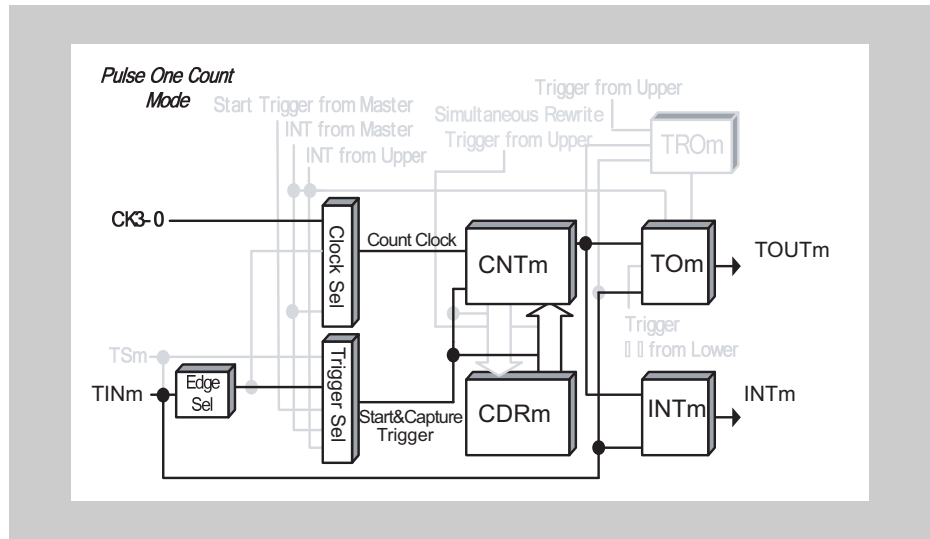 Pulse One Count
Mode
Trigger from Upper
Start Trigger from Master
Simultaneous Rewrite
INT from Master
Trigger from Upper
INT from Upper
TROm
CK3-0
Clock Sel
Count Clock
CNTm
TOm
TOUTm
Trigger
from Lower
TSm
TINm
Edge
Sel
Trigger Sel
Start&Capture
Trigger
CDRm
INTm
INTm